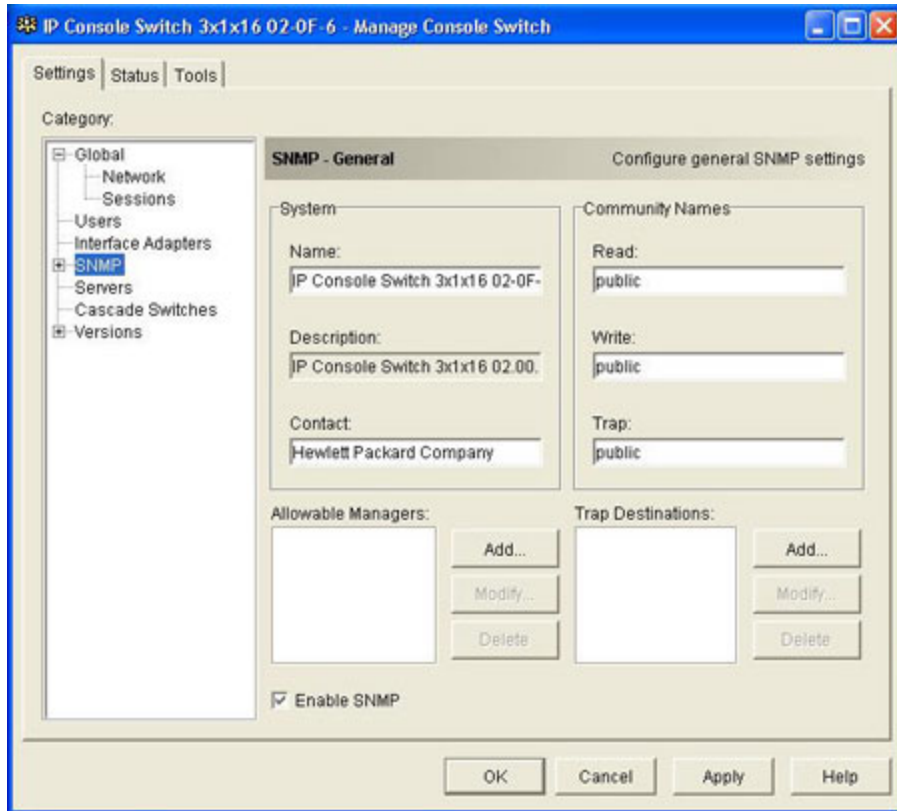 IP Console Switch 3x1x16 02-0F-6 - Manage Console Switch
Settings
Status
Tools
Category:
Global
Network
Sessions
Users
Interface Adapters
SNMP
Servers
Cascade Switches
Versions
SNMP - General
Configure general SNMP settings
System
Name:
IP Console Switch 3x1x16 02-0F-
Description:
IP Console Switch 3x1x16 02.00.
Contact:
Hewlett Packard Company
Community Names
Read:
public
Write:
public
Trap:
public
Allowable Managers:
Add...
Modify...
Delete
Trap Destinations:
Add...
Modify...
Delete
Enable SNMP
OK
Cancel
Apply
Help